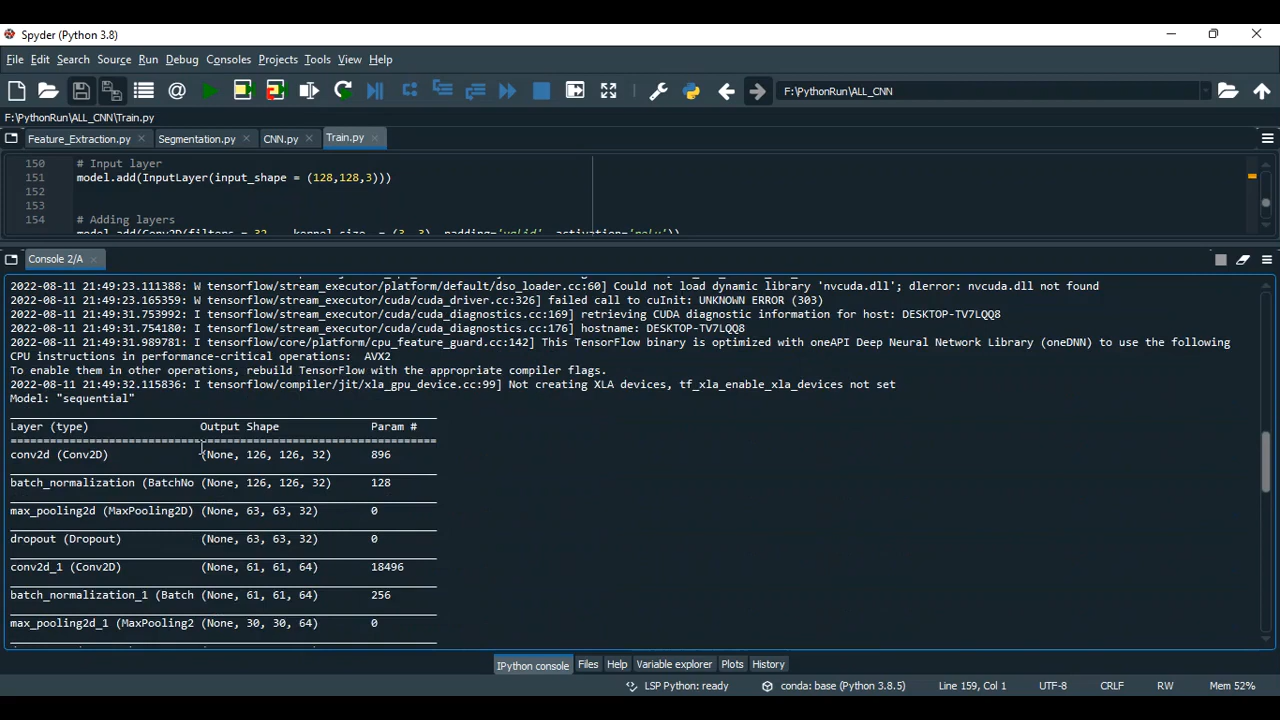 Spyder (Python 3.8)
File Edit Search Source Run Debug Consoles Projects Tools View Help
F:\PythonRun\ALL_CNN
F:\PythonRun\ALL_CNN\Train.py
Feature_Extraction.py Segmentation.py CNN.py Train.py
150 # Input layer
151 model.add(InputLayer(input_shape = (128,128,3)))
152
153
154 # Adding layers
model.add(Conv2D(filters = 32, kernel_size = (3, 3), padding='valid', activation='relu'))
Console 2/A
2022-08-11 21:49:23.111388: W tensorflow/stream_executor/platform/default/dso_loader.cc:60] Could not load dynamic library 'nvcuda.dll'; dlerror: nvcuda.dll not found
2022-08-11 21:49:23.165359: W tensorflow/stream_executor/cuda/cuda_driver.cc:326] failed call to cuInit: UNKNOWN ERROR (303)
2022-08-11 21:49:31.753992: I tensorflow/stream_executor/cuda/cuda_diagnostics.cc:169] retrieving CUDA diagnostic information for host: DESKTOP-TV7LQQ8
2022-08-11 21:49:31.754180: I tensorflow/stream_executor/cuda/cuda_diagnostics.cc:176] hostname: DESKTOP-TV7LQQ8
2022-08-11 21:49:31.989781: I tensorflow/core/platform/cpu_feature_guard.cc:142] This TensorFlow binary is optimized with oneAPI Deep Neural Network Library (oneDNN) to use the following
CPU instructions in performance-critical operations:  AVX2
To enable them in other operations, rebuild TensorFlow with the appropriate compiler flags.
2022-08-11 21:49:32.115836: I tensorflow/compiler/jit/xla_gpu_device.cc:99] Not creating XLA devices, tf_xla_enable_xla_devices not set
Model: "sequential"
Layer (type) Output Shape Param #
conv2d (Conv2D) (None, 126, 126, 32) 896
batch_normalization (BatchNo (None, 126, 126, 32) 128
max_pooling2d (MaxPooling2D) (None, 63, 63, 32) 0
dropout (Dropout) (None, 63, 63, 32) 0
conv2d_1 (Conv2D) (None, 61, 61, 64) 18496
batch_normalization_1 (Batch (None, 61, 61, 64) 256
max_pooling2d_1 (MaxPooling2 (None, 30, 30, 64) 0
IPython console Files Help Variable explorer Plots History
LSP Python: ready conda: base (Python 3.8.5) Line 159, Col 1 UTF-8 CRLF RW Mem 52%